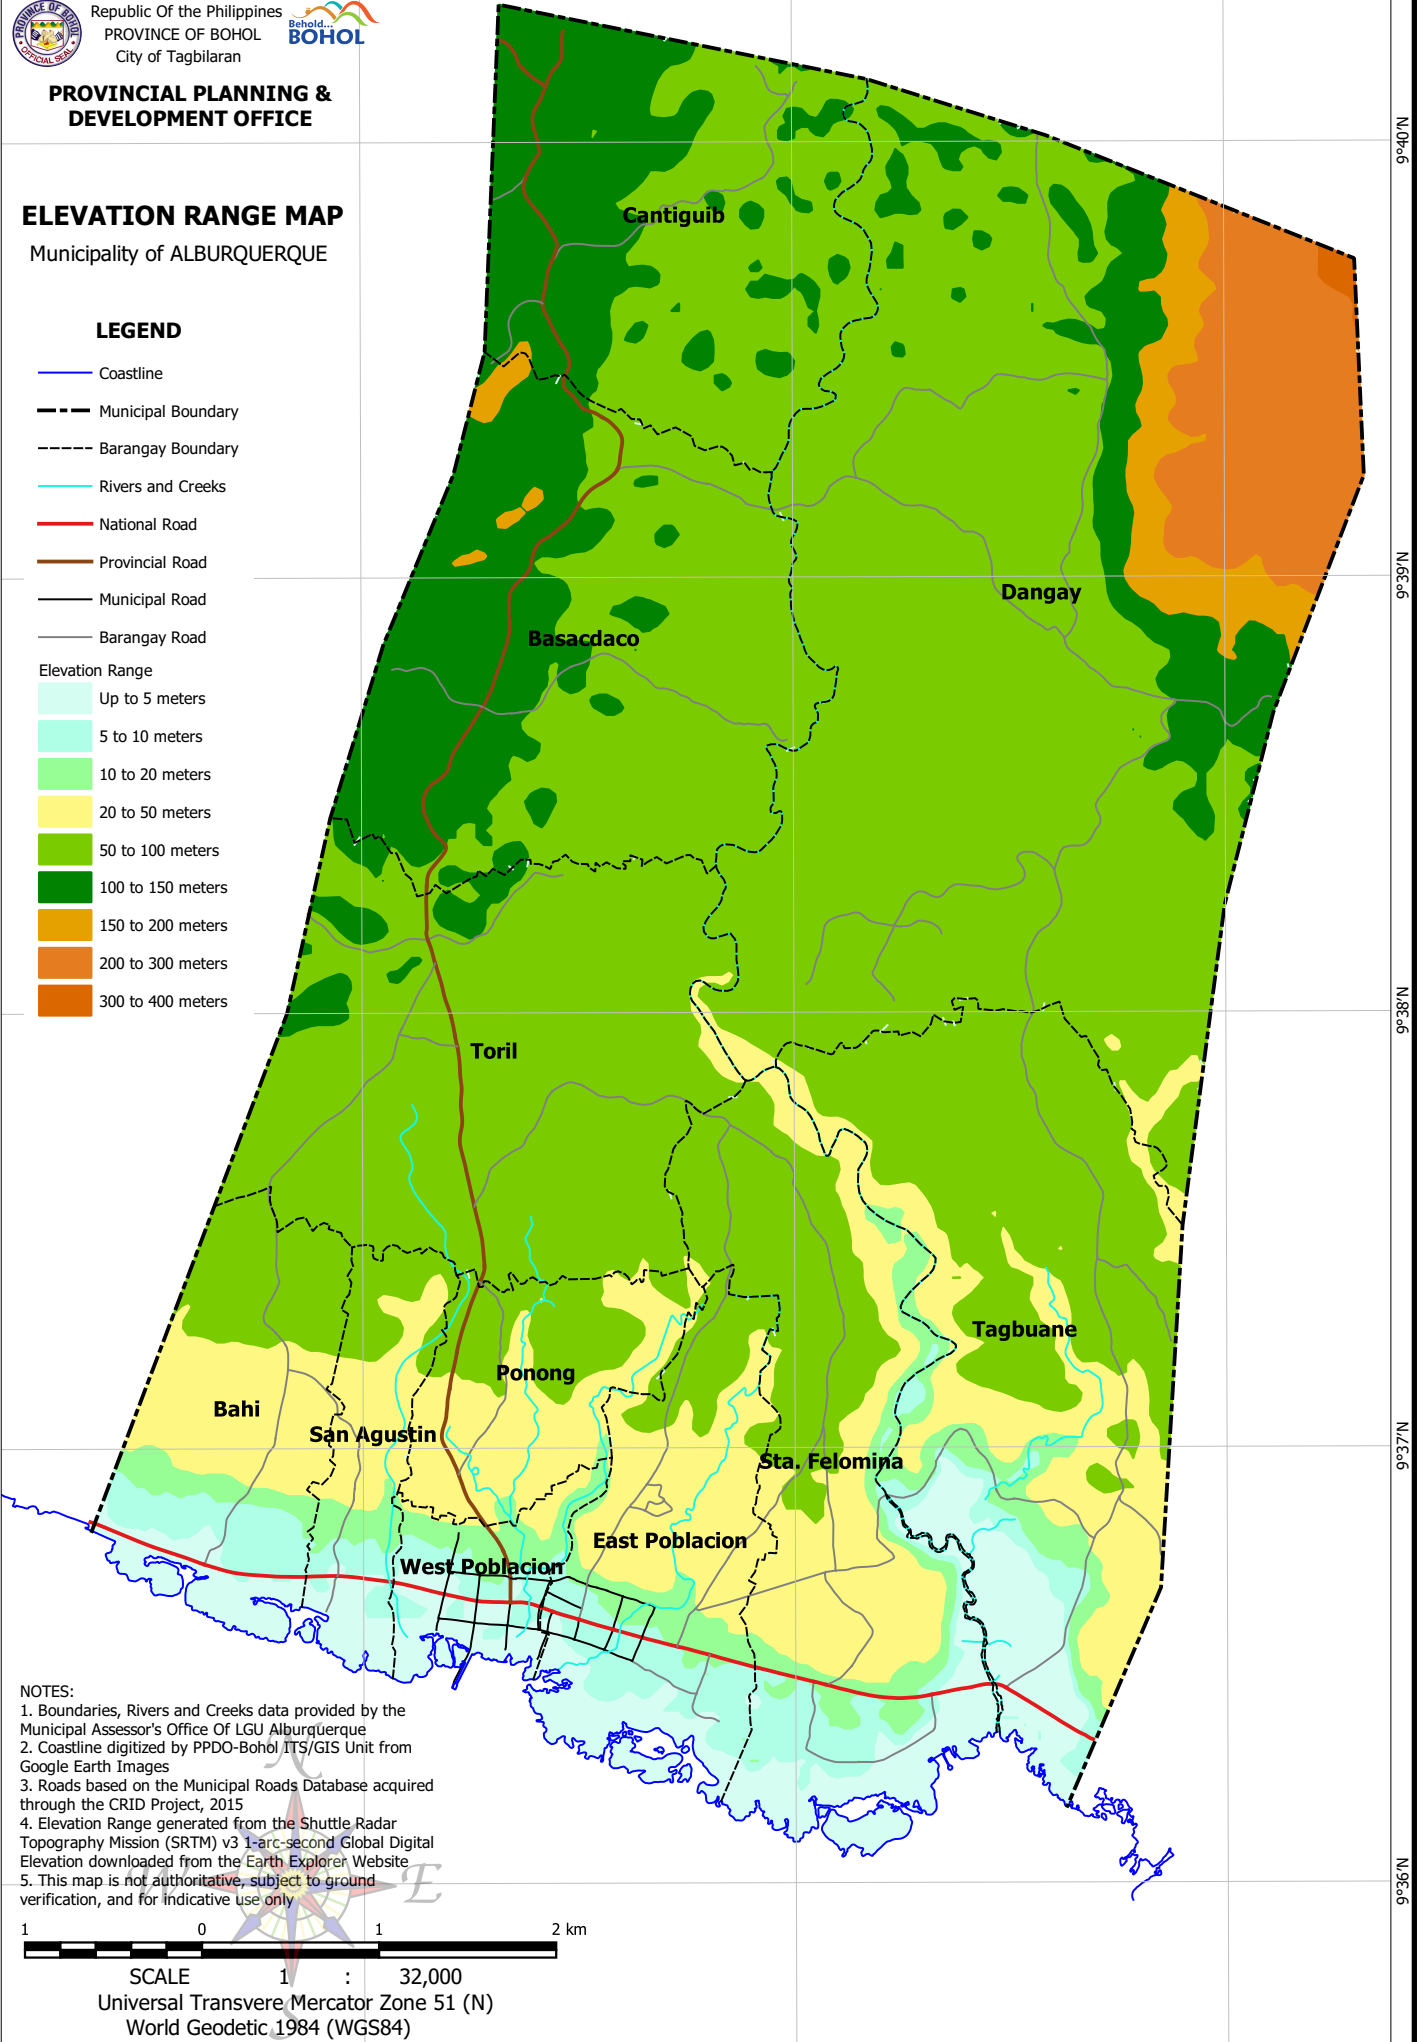 PROVINCE OF BOHOL
OFFICIAL SEAL
Republic Of the Philippines
PROVINCE OF BOHOL
City of Tagbilaran
Behold...
BOHOL
PROVINCIAL PLANNING &
DEVELOPMENT OFFICE
ELEVATION RANGE MAP
Municipality of ALBURQUERQUE
LEGEND
Coastline
Municipal Boundary
Barangay Boundary
Rivers and Creeks
National Road
Provincial Road
Municipal Road
Barangay Road
Elevation Range
Up to 5 meters
5 to 10 meters
10 to 20 meters
20 to 50 meters
50 to 100 meters
100 to 150 meters
150 to 200 meters
200 to 300 meters
300 to 400 meters
Cantiguib
Dangay
Basacdaco
Toril
Tagbuane
Ponong
Bahi
San Agustin
Sta. Felomina
East Poblacion
West Poblacion
9°40'N
9°39'N
9°38'N
9°37'N
9°36'N
NOTES:
1. Boundaries, Rivers and Creeks data provided by the
Municipal Assessor's Office Of LGU Alburquerque
2. Coastline digitized by PPDO-Bohol ITS/GIS Unit from
Google Earth Images
3. Roads based on the Municipal Roads Database acquired
through the CRID Project, 2015
4. Elevation Range generated from the Shuttle Radar
Topography Mission (SRTM) v3 1-arc-second Global Digital
Elevation downloaded from the Earth Explorer Website
5. This map is not authoritative, subject to ground
verification, and for indicative use only
N
W
E
S
1 0 1 2 km
SCALE 1 : 32,000
Universal Transvere Mercator Zone 51 (N)
World Geodetic 1984 (WGS84)